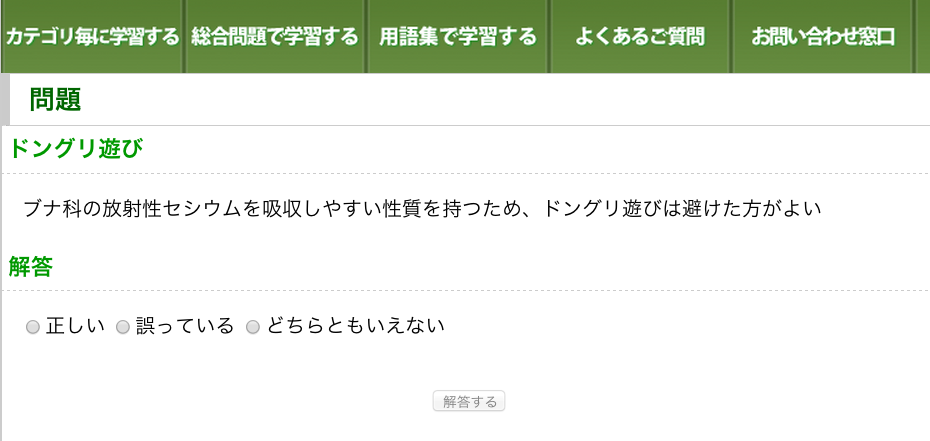 カテゴリ毎に学習する 総合問題で学習する 用語集で学習する よくあるご質問 お問い合わせ窓口
問題
ドングリ遊び
ブナ科の放射性セシウムを吸収しやすい性質を持つため、ドングリ遊びは避けた方がよい
解答
正しい 誤っている どちらともいえない
解答する